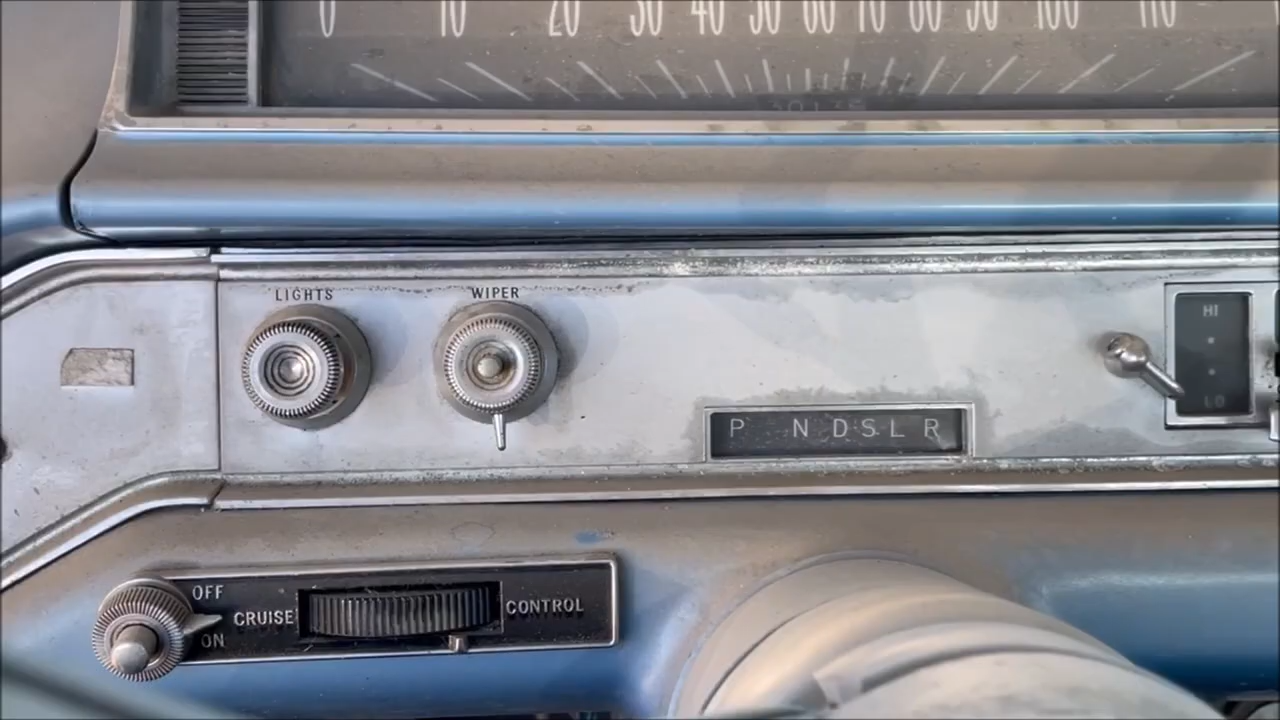 0 10 20 30 40 50 60 70 80 90 100 110
LIGHTS WIPER
HI
LO
P N D S L R
OFF
CRUISE CONTROL
ON